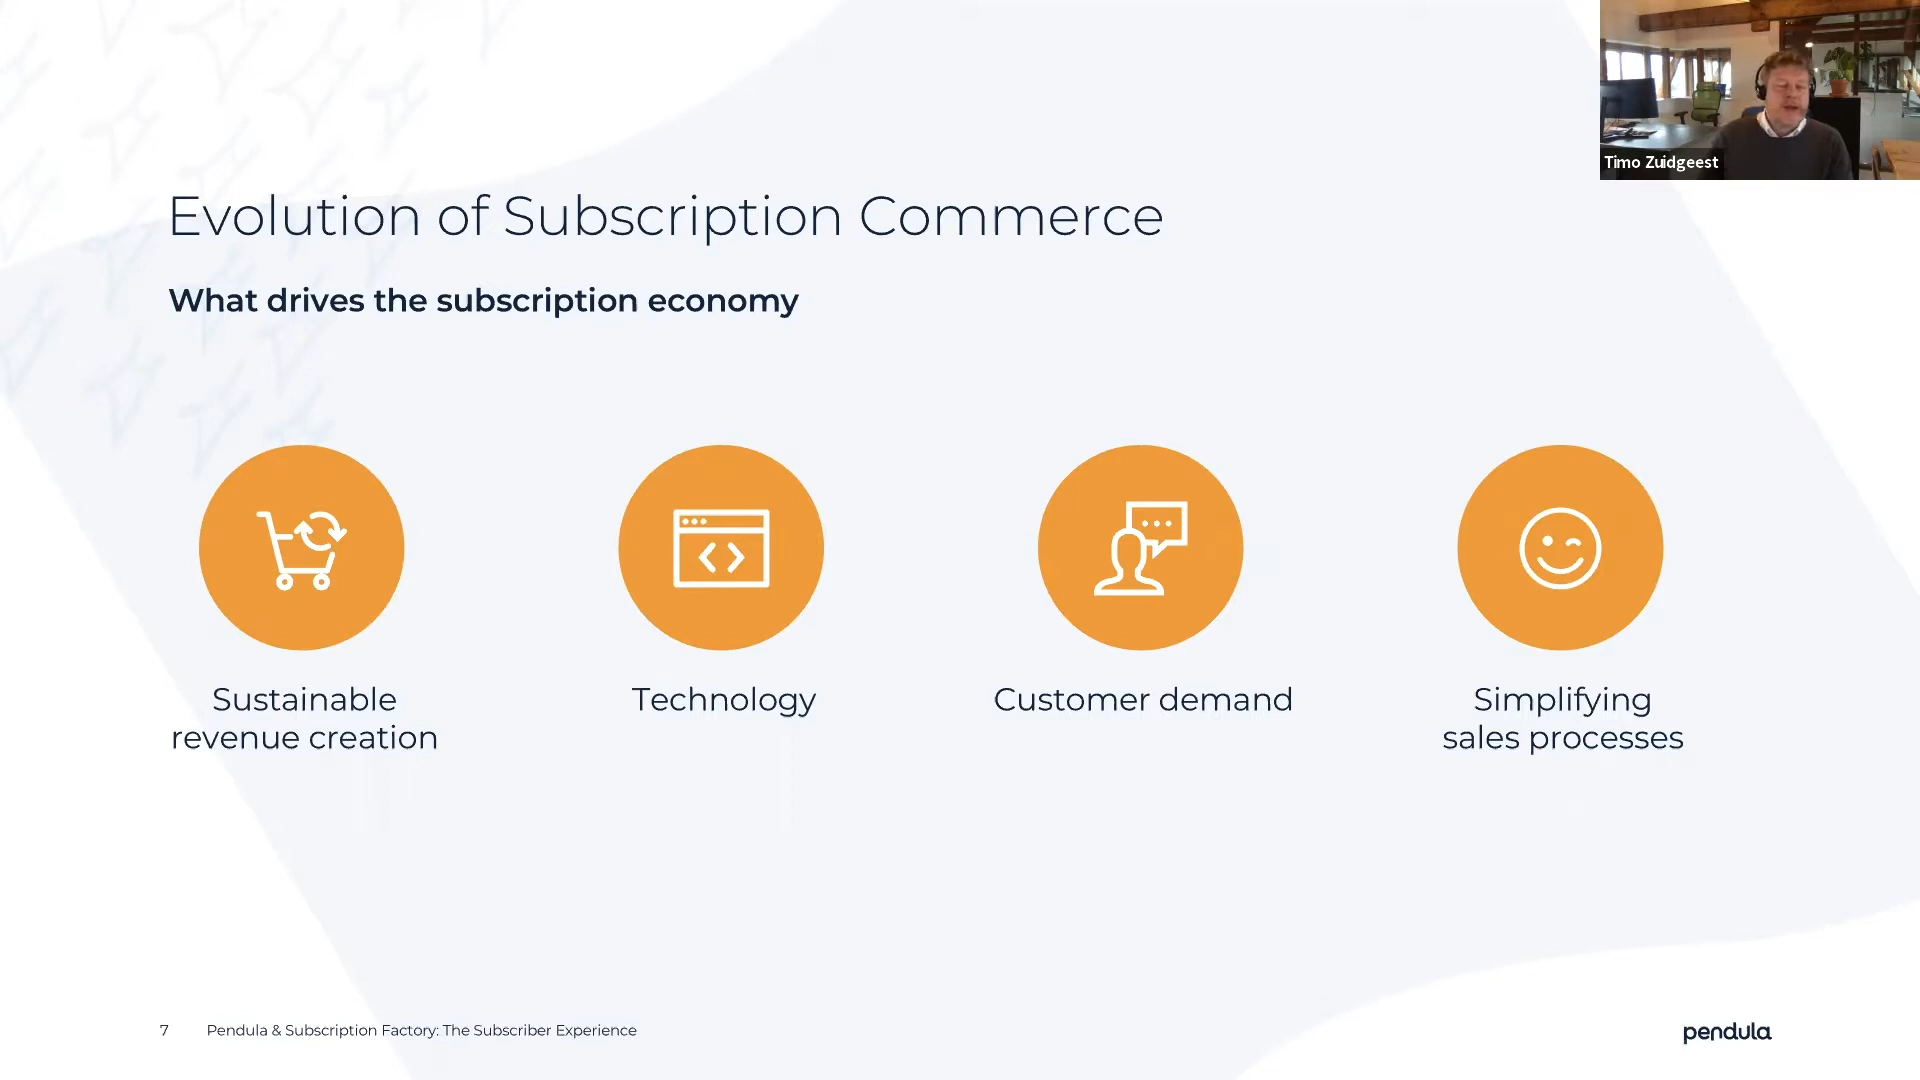 Timo Zuidgeest
Evolution of Subscription Commerce
What drives the subscription economy
Sustainable
revenue creation
Technology
Customer demand
Simplifying
sales processes
7
Pendula & Subscription Factory: The Subscriber Experience
pendula